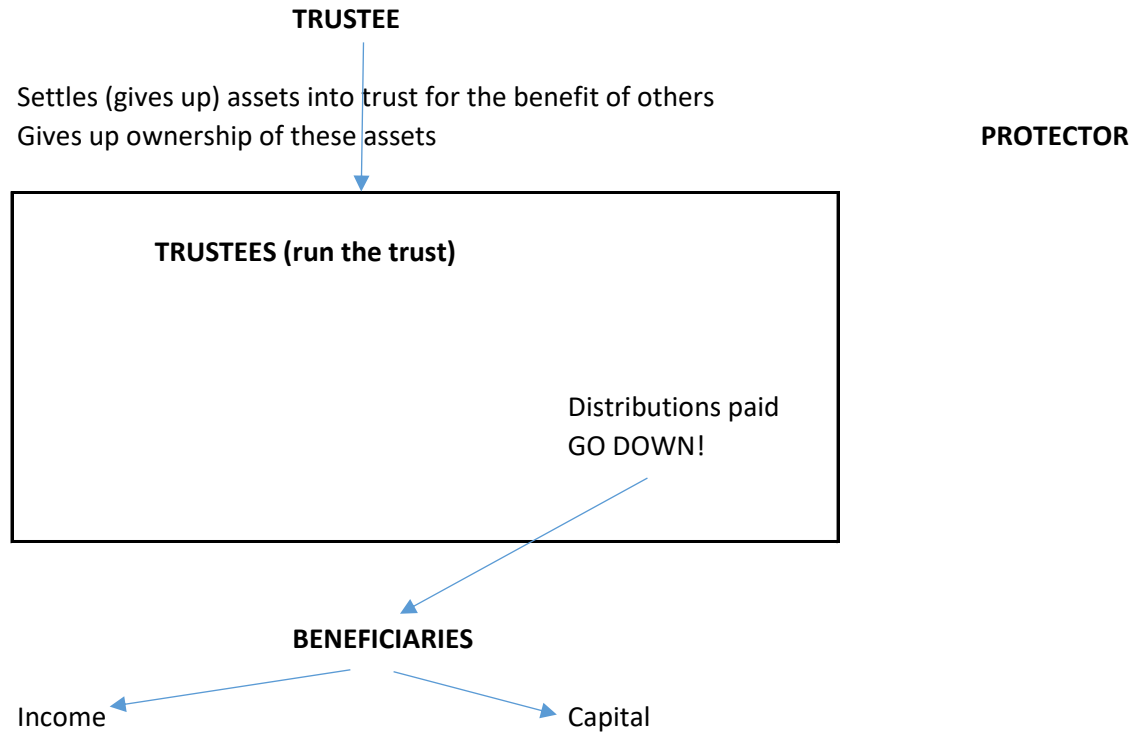 TRUSTEE
Settles (gives up) assets into trust for the benefit of others
Gives up ownership of these assets
PROTECTOR
TRUSTEES (run the trust)
Distributions paid
GO DOWN!
BENEFICIARIES
Income
Capital